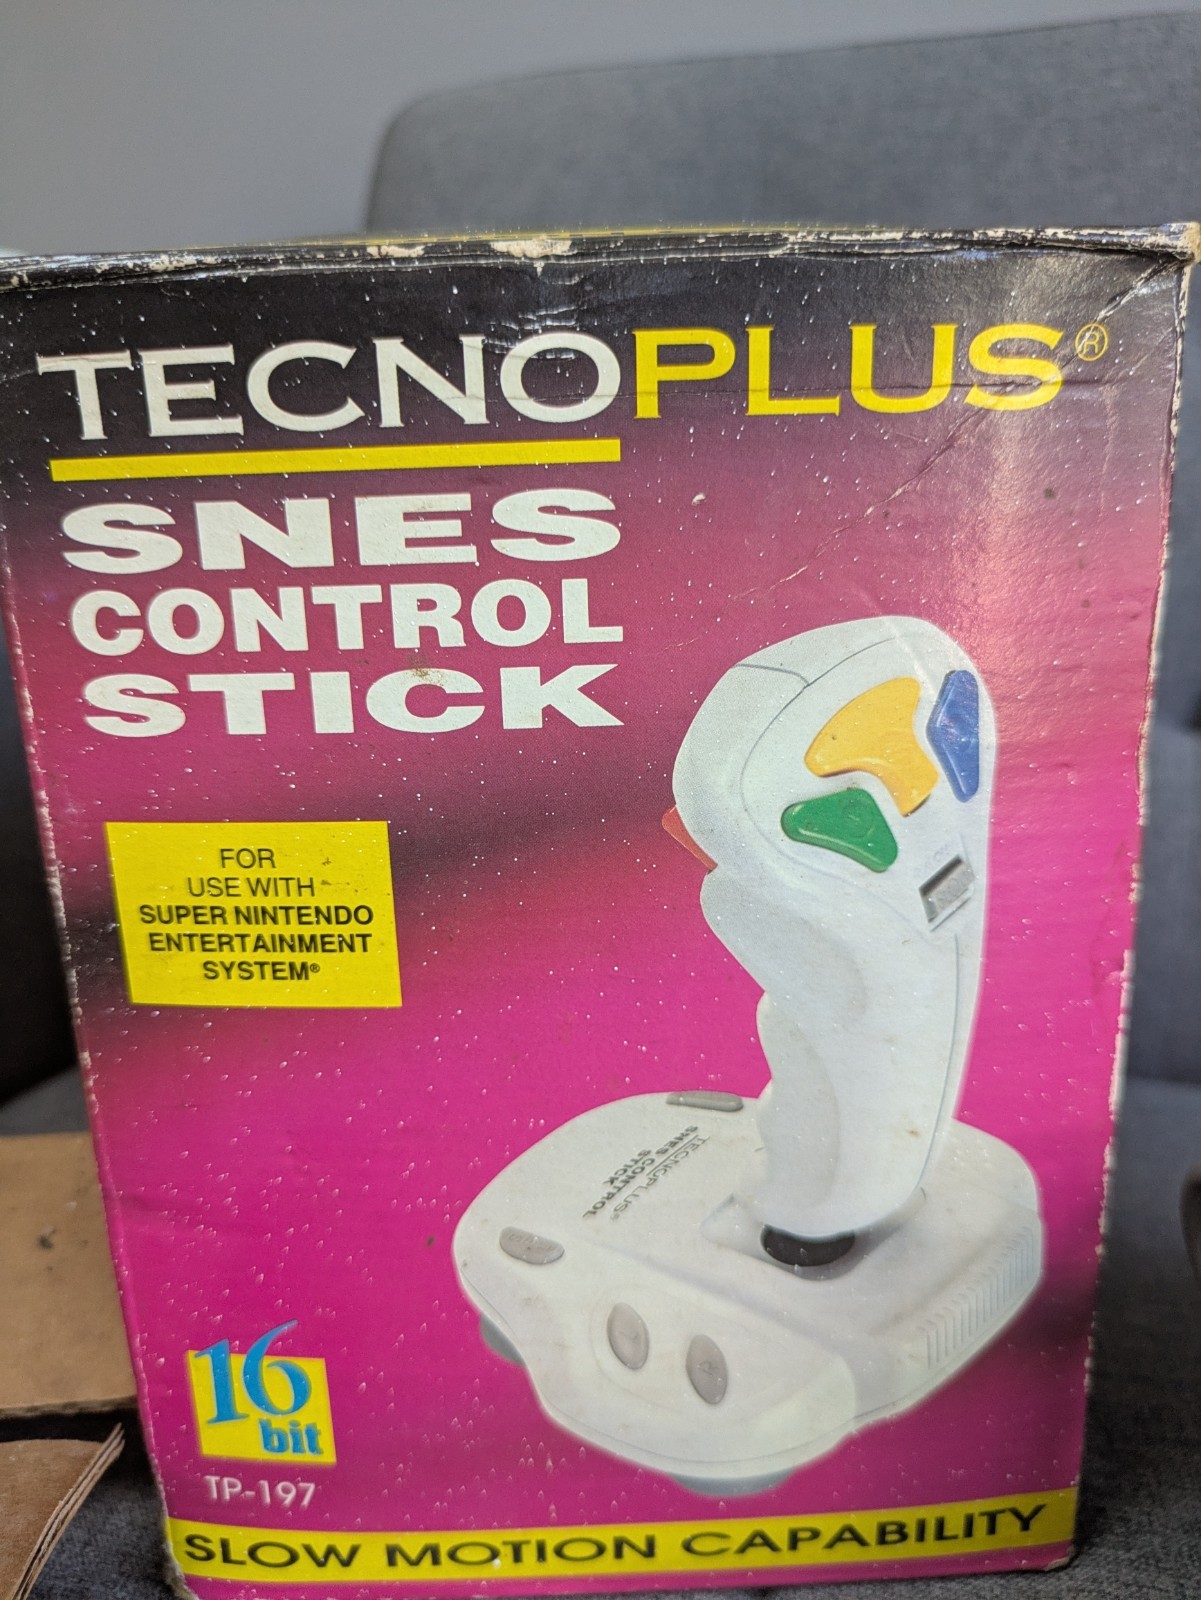 TECNOPLUS®
SNES
CONTROL
STICK
FOR
USE WITH
SUPER NINTENDO
ENTERTAINMENT
SYSTEM®
TECNOPLUS®
SNES CONTROL
STICK
16
bit
TP-197
SLOW MOTION CAPABILITY